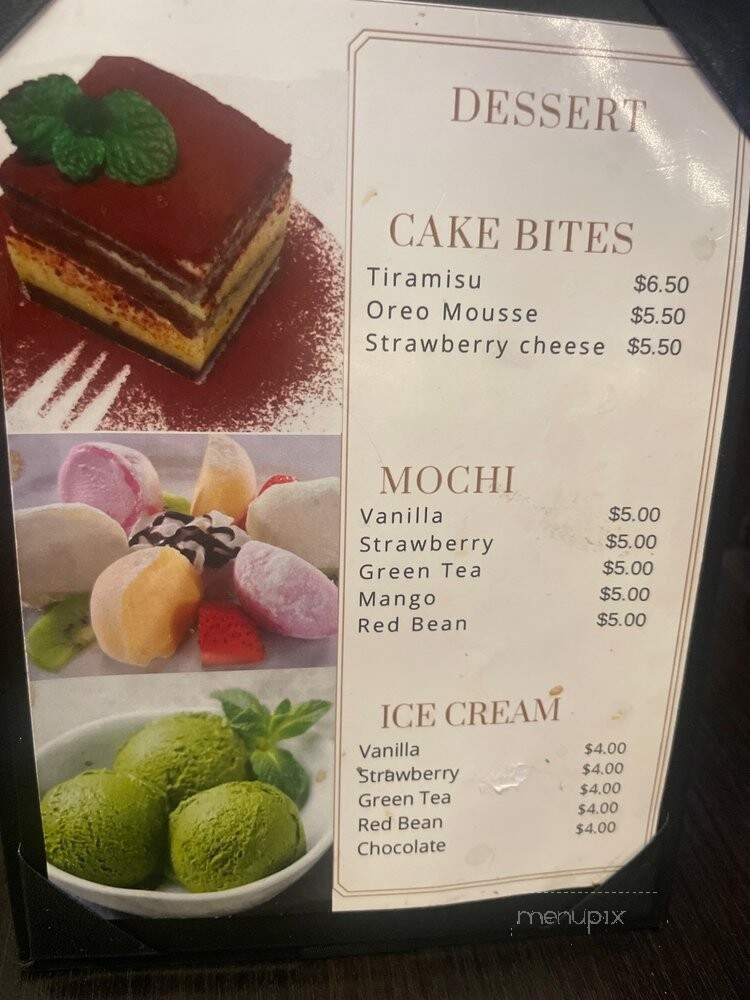 DESSERT
CAKE BITES
Tiramisu $6.50
Oreo Mousse $5.50
Strawberry cheese $5.50
MOCHI
Vanilla $5.00
Strawberry $5.00
Green Tea $5.00
Mango $5.00
Red Bean $5.00
ICE CREAM
Vanilla $4.00
Strawberry $4.00
Green Tea $4.00
Red Bean $4.00
Chocolate $4.00
menupix